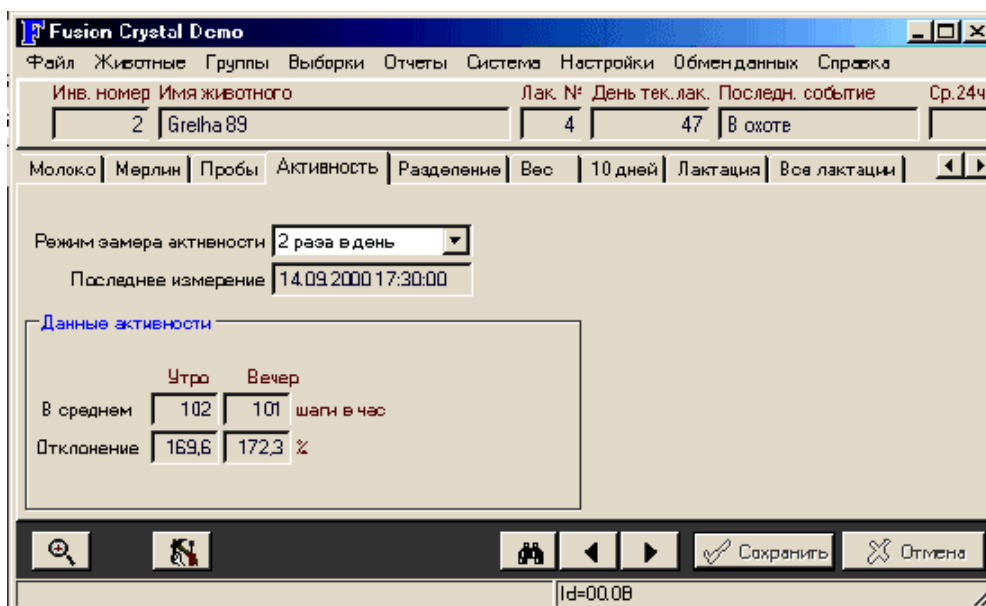 Fusion Crystal Demo
Файл Животные Группы Выборки Отчеты Система Настройки Обмен данных Справка
Инв. номер Имя животного Лак. № День тек.лак. Последн. событие Ср.24ч
2 Gretha 89 4 47 В охоте
Молоко Мерлин Пробы Активность Разделение Вес 10 дней Лактация Все лактации
Режим замера активности 2 раза в день
Последнее измерение 14.09.2000 17:30:00
Данные активности
Утро Вечер
В среднем 102 101 шаги в час
Отклонение 169,6 172,3 %
Сохранить Отмена
Id=00.0B